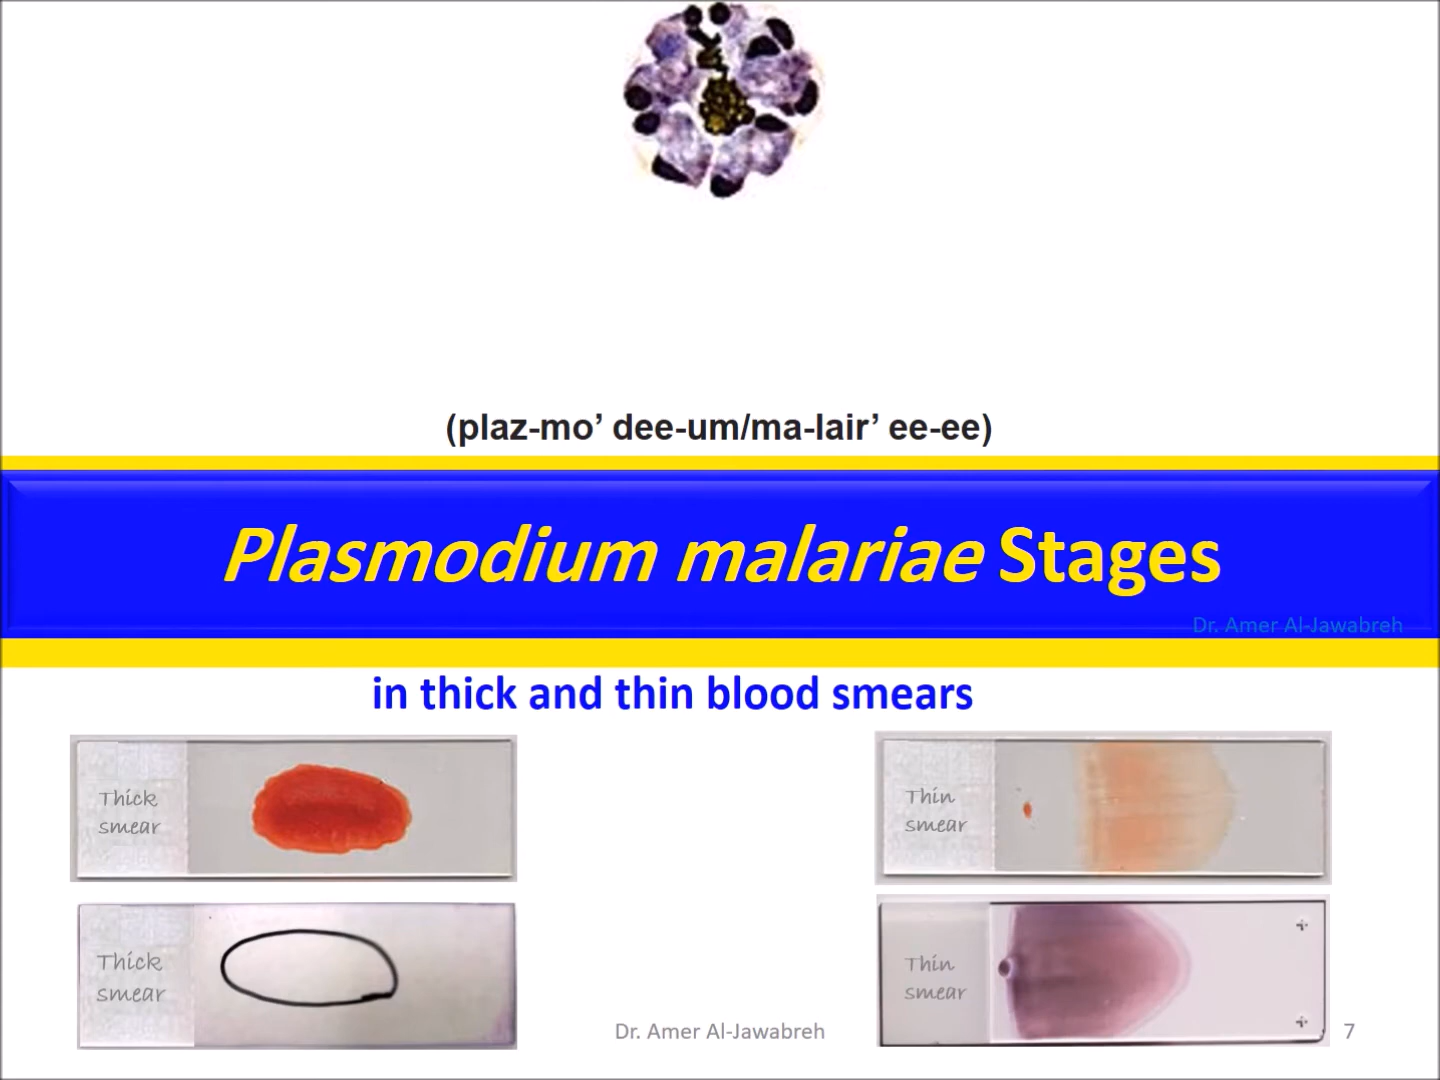 (plaz-mo’ dee-um/ma-lair’ ee-ee)
Plasmodium malariae Stages
Dr. Amer Al-Jawabreh
in thick and thin blood smears
Thick
smear
Thin
smear
Thick
smear
Thin
smear
Dr. Amer Al-Jawabreh
7